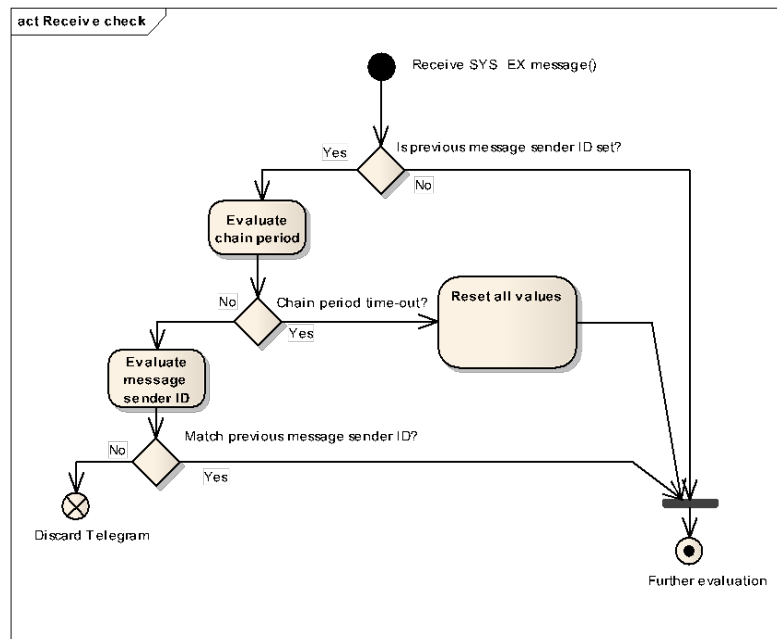 act Receive check
Receive SYS_EX message()
Is previous message sender ID set?
Yes
No
Evaluate
chain period
No
Chain period time-out?
Yes
Reset all values
Evaluate
message
sender ID
Match previous message sender ID?
No
Yes
Discard Telegram
Further evaluation